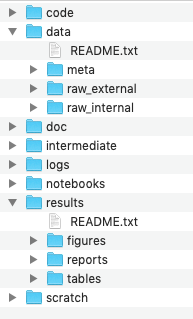 code
data
README.txt
meta
raw_external
raw_internal
doc
intermediate
logs
notebooks
results
README.txt
figures
reports
tables
scratch